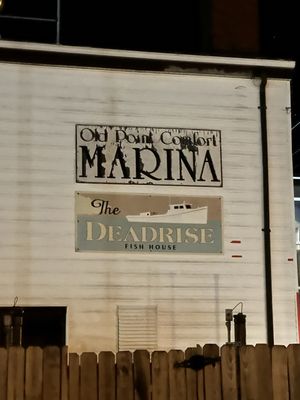 Old Point Comfort
MARINA
The
DEADRISE
FISH HOUSE